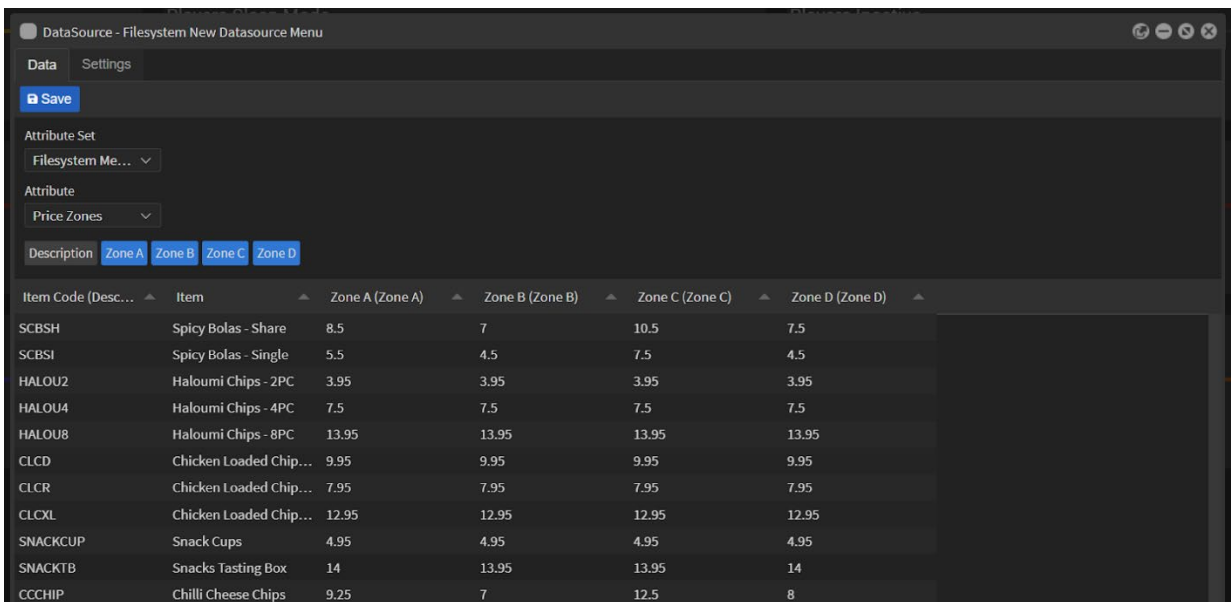 DataSource - Filesystem New Datasource Menu
Data Settings
Save
Attribute Set
Filesystem Me...
Attribute
Price Zones
Description Zone A Zone B Zone C Zone D
Item Code (Desc... Item Zone A (Zone A) Zone B (Zone B) Zone C (Zone C) Zone D (Zone D)
SCBSH Spicy Bolas - Share 8.5 7 10.5 7.5
SCBSI Spicy Bolas - Single 5.5 4.5 7.5 4.5
HALOU2 Haloumi Chips - 2PC 3.95 3.95 3.95 3.95
HALOU4 Haloumi Chips - 4PC 7.5 7.5 7.5 7.5
HALOU8 Haloumi Chips - 8PC 13.95 13.95 13.95 13.95
CLCD Chicken Loaded Chip... 9.95 9.95 9.95 9.95
CLCR Chicken Loaded Chip... 7.95 7.95 7.95 7.95
CLCXL Chicken Loaded Chip... 12.95 12.95 12.95 12.95
SNACKCUP Snack Cups 4.95 4.95 4.95 4.95
SNACKTB Snacks Tasting Box 14 13.95 13.95 14
CCCHIP Chilli Cheese Chips 9.25 7 12.5 8